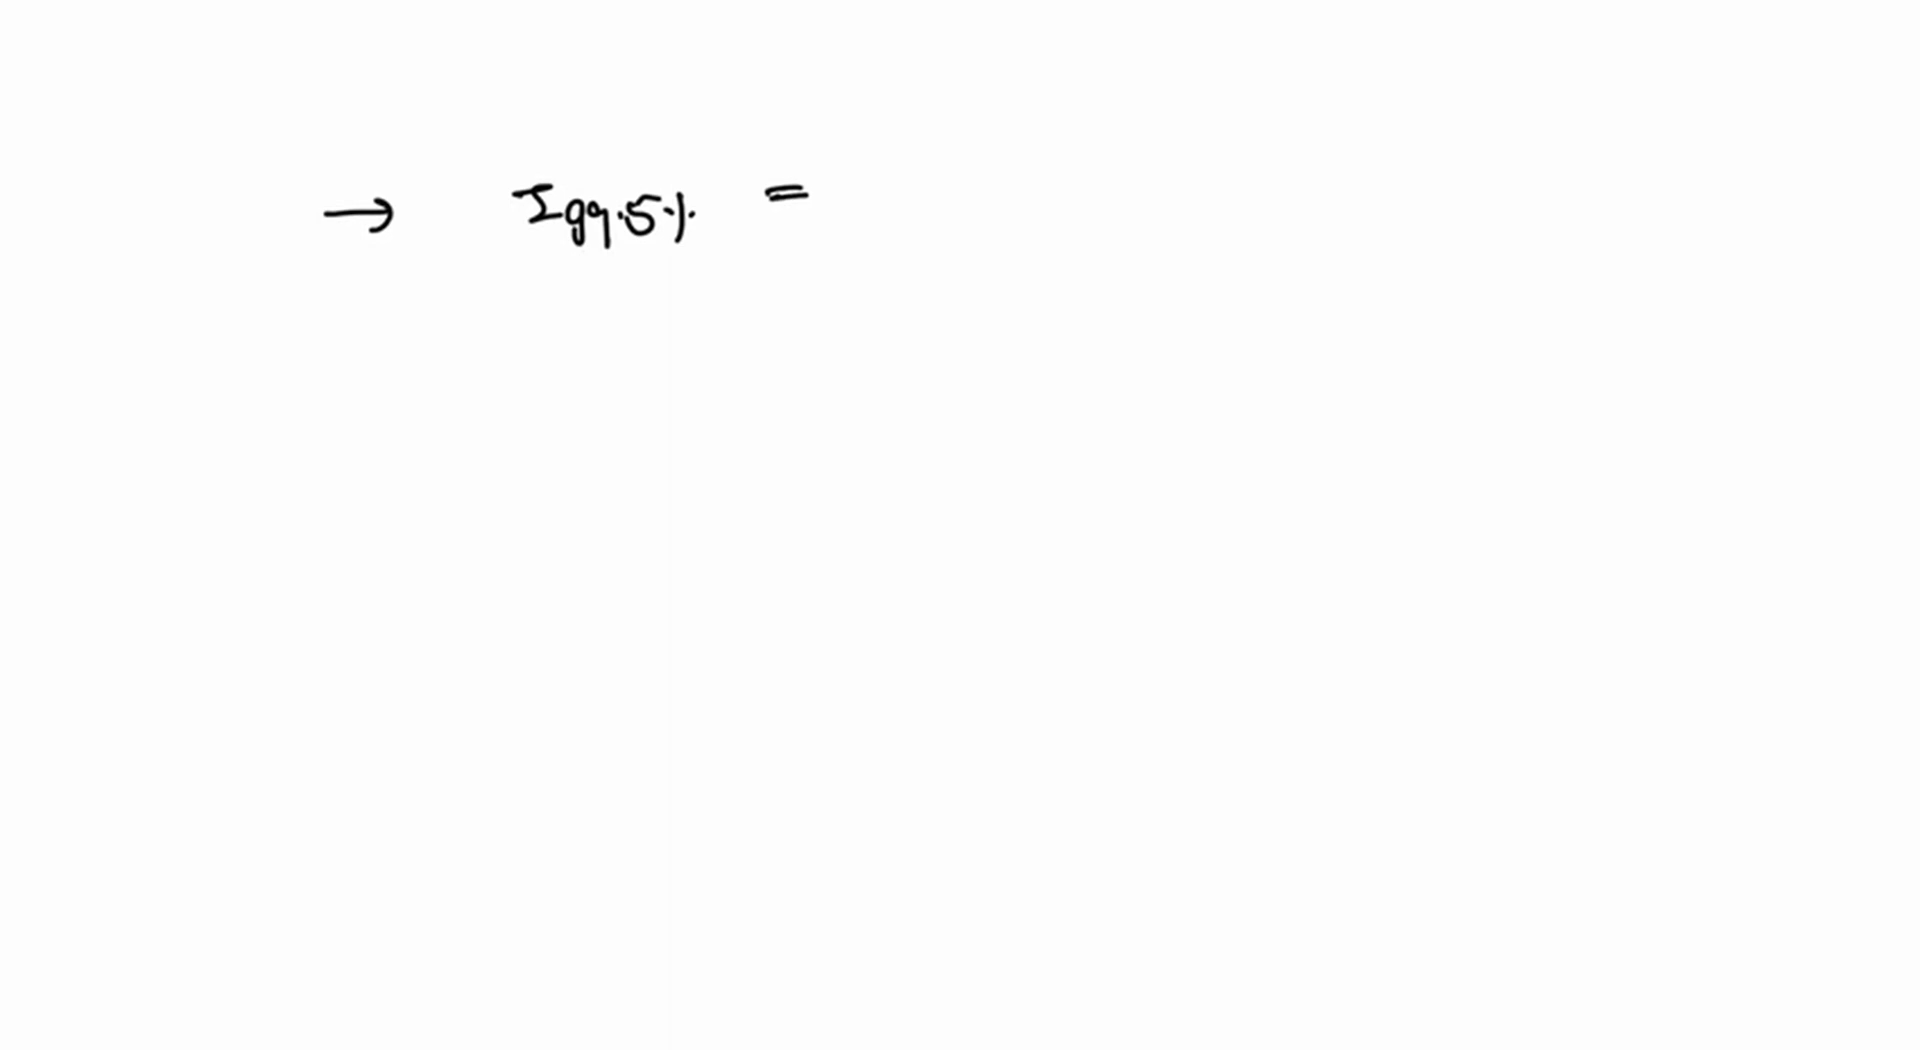 → I99.5% =